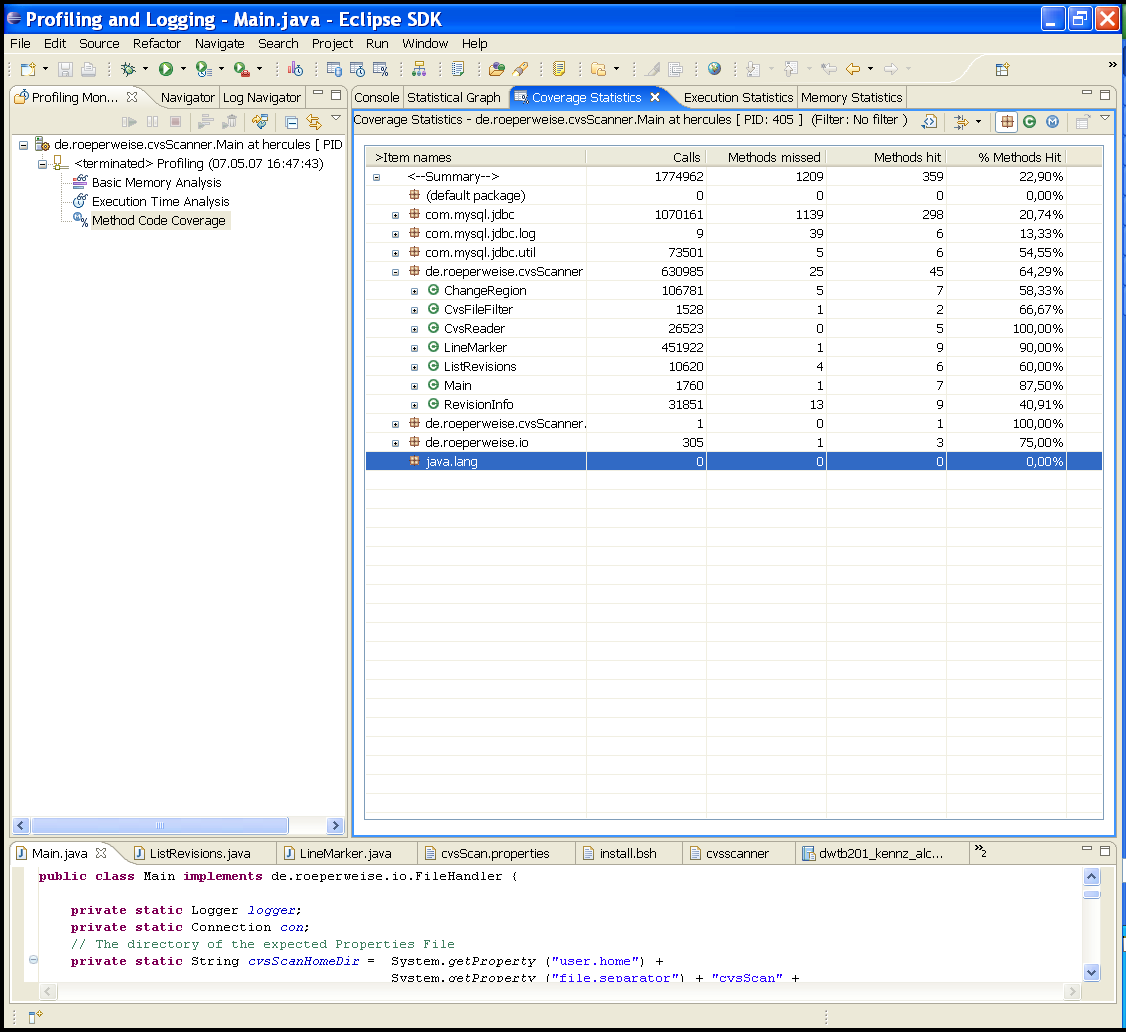 Profiling and Logging - Main.java - Eclipse SDK
File Edit Source Refactor Navigate Search Project Run Window Help
Profiling Mon... Navigator Log Navigator
de.roeperweise.cvsScanner.Main at hercules [ PID
<terminated> Profiling (07.05.07 16:47:43)
Basic Memory Analysis
Execution Time Analysis
Method Code Coverage
Console Statistical Graph Coverage Statistics Execution Statistics Memory Statistics
Coverage Statistics - de.roeperweise.cvsScanner.Main at hercules [ PID: 405 ] (Filter: No filter )
>Item names Calls Methods missed Methods hit % Methods Hit
<--Summary--> 1774962 1209 359 22,90%
(default package) 0 0 0 0,00%
com.mysql.jdbc 1070161 1139 298 20,74%
com.mysql.jdbc.log 9 39 6 13,33%
com.mysql.jdbc.util 73501 5 6 54,55%
de.roeperweise.cvsScanner 630985 25 45 64,29%
ChangeRegion 106781 5 7 58,33%
CvsFileFilter 1528 1 2 66,67%
CvsReader 26523 0 5 100,00%
LineMarker 451922 1 9 90,00%
ListRevisions 10620 4 6 60,00%
Main 1760 1 7 87,50%
RevisionInfo 31851 13 9 40,91%
de.roeperweise.cvsScanner. 1 0 1 100,00%
de.roeperweise.io 305 1 3 75,00%
java.lang 0 0 0 0,00%
Main.java ListRevisions.java LineMarker.java cvsScan.properties install.bsh cvsscanner dwtb201_kennz_alc... »2
public class Main implements de.roeperweise.io.FileHandler {
private static Logger logger;
private static Connection con;
// The directory of the expected Properties File
private static String cvsScanHomeDir = System.getProperty ("user.home") +
System.getProperty ("file.separator") + "cvsScan" +